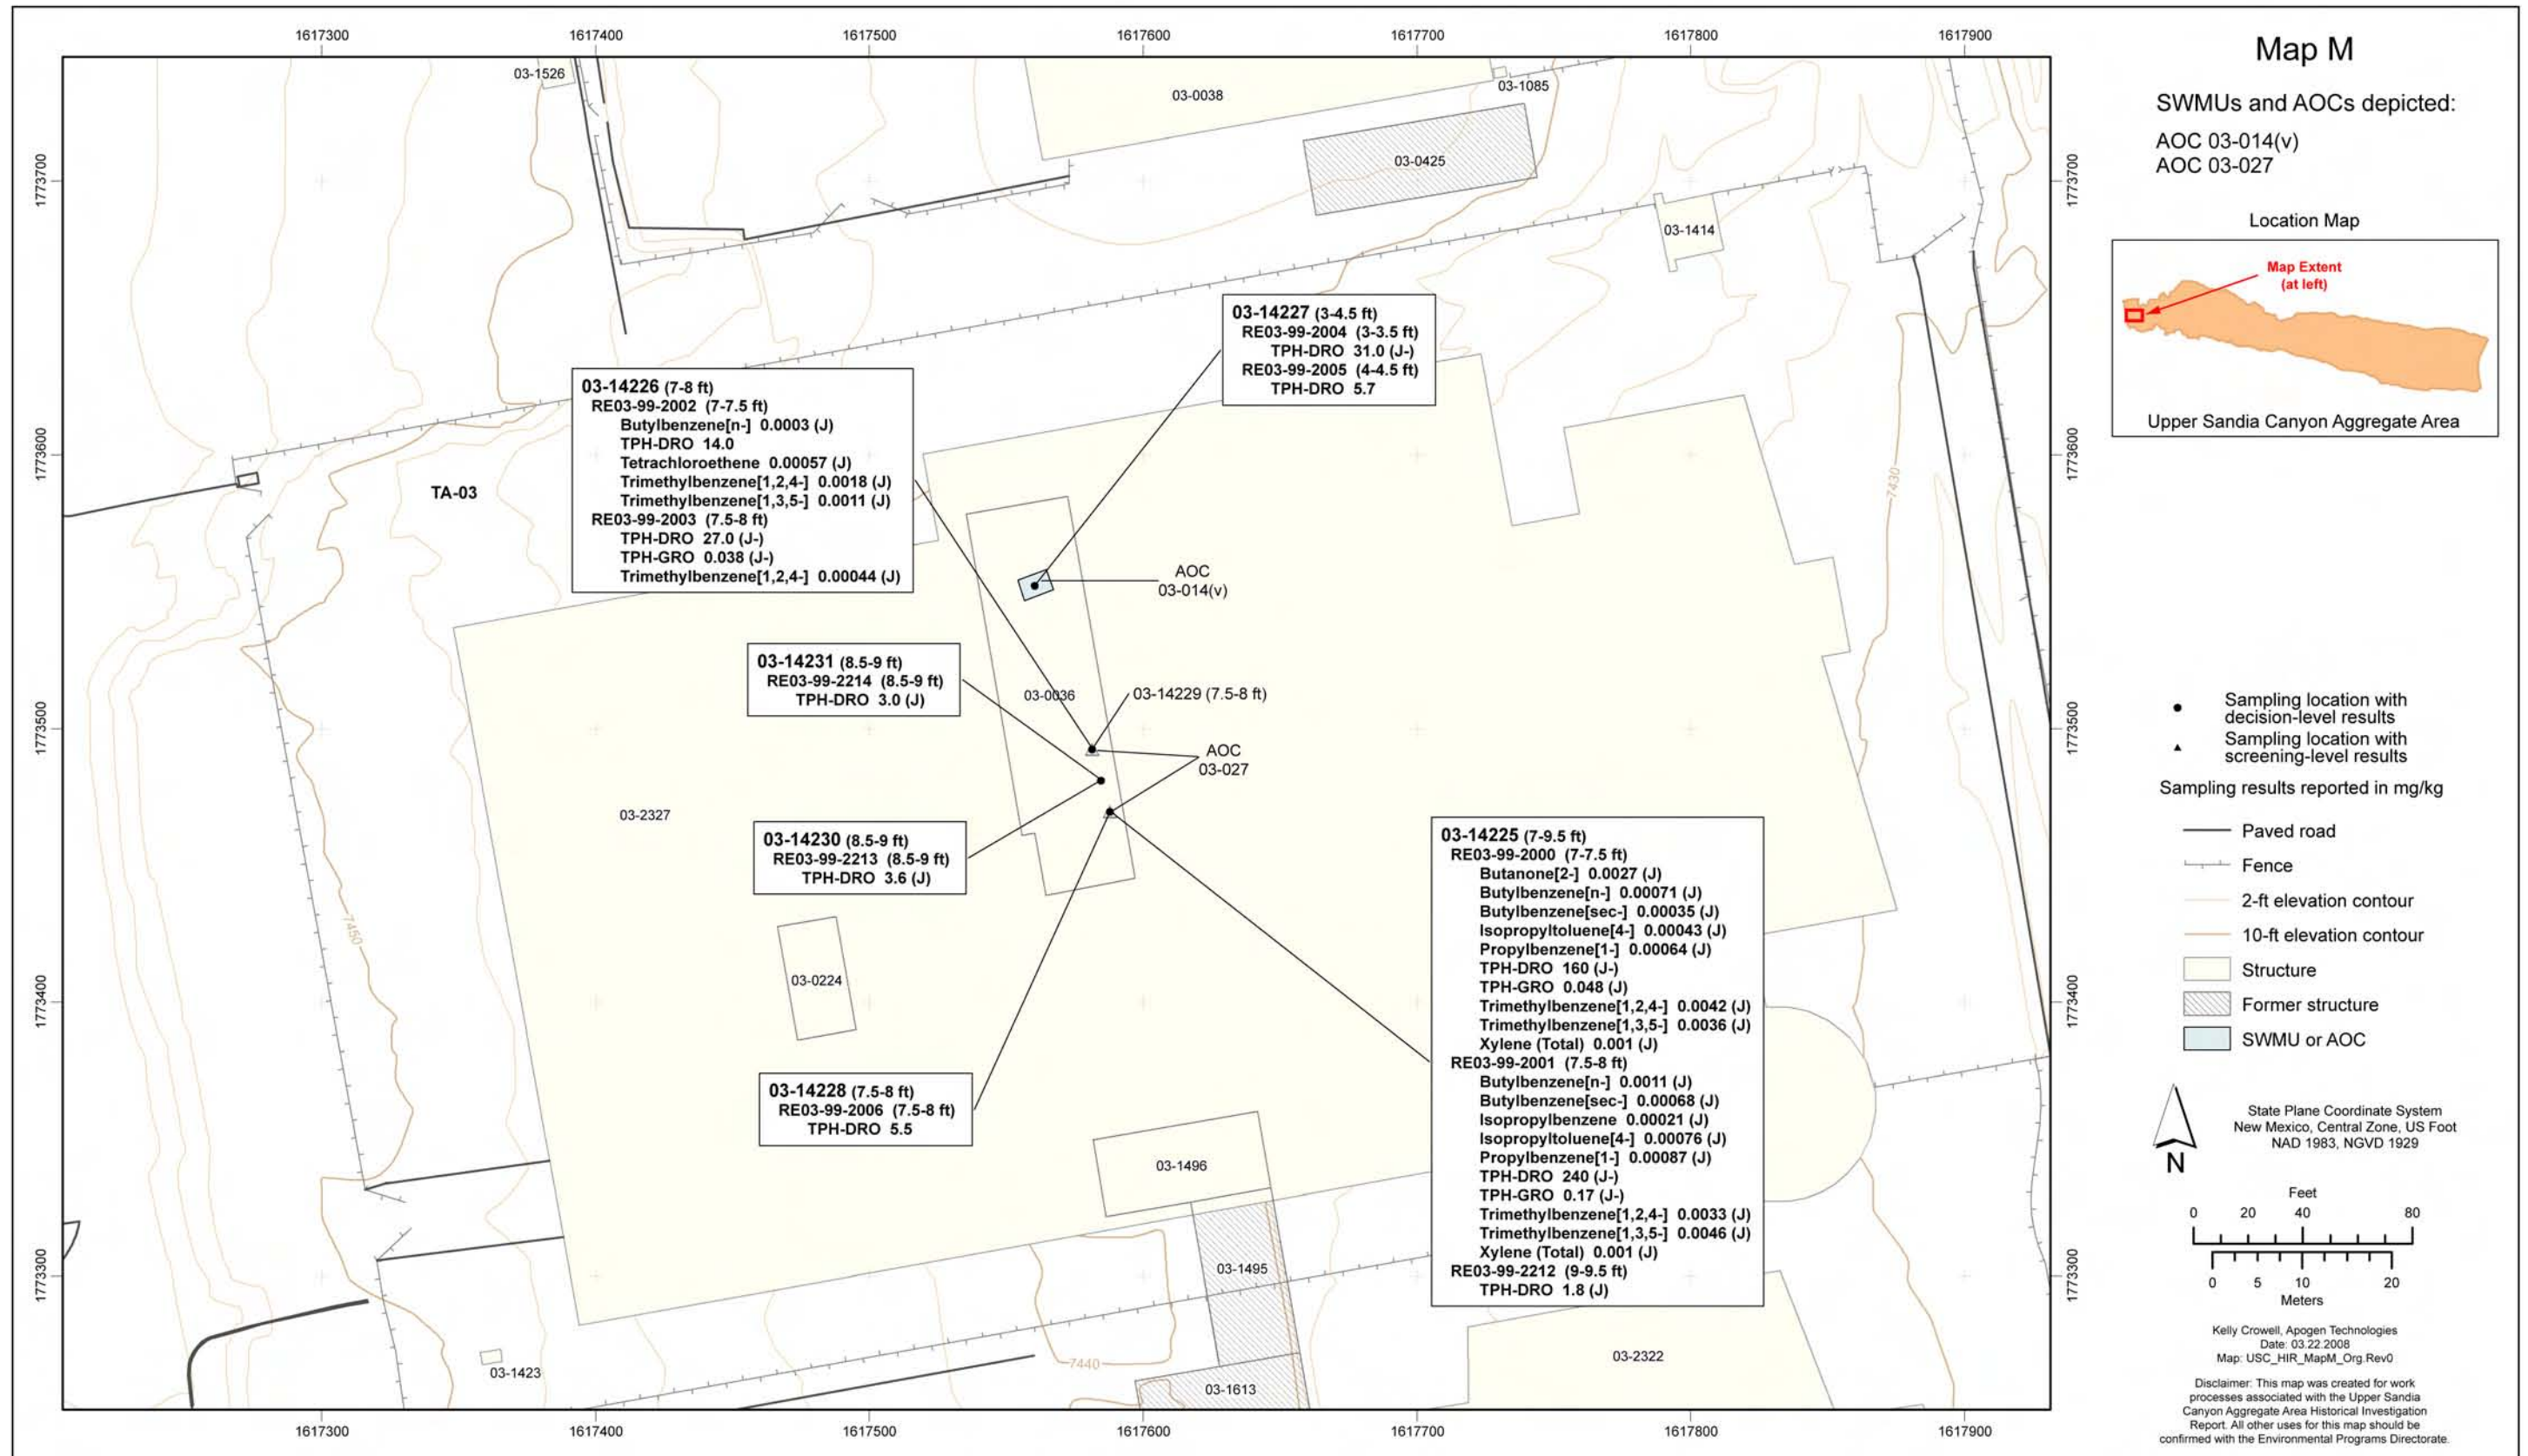 1617300 1617400 1617500 1617600 1617700 1617800 1617900
1773700
1773600
1773500
1773400
1773300
03-1526
03-0038
03-1085
03-0425
03-1414
03-14227 (3-4.5 ft)
RE03-99-2004 (3-3.5 ft)
TPH-DRO 31.0 (J-)
RE03-99-2005 (4-4.5 ft)
TPH-DRO 5.7
03-14226 (7-8 ft)
RE03-99-2002 (7-7.5 ft)
Butylbenzene[n-] 0.0003 (J)
TPH-DRO 14.0
Tetrachloroethene 0.00057 (J)
Trimethylbenzene[1,2,4-] 0.0018 (J)
Trimethylbenzene[1,3,5-] 0.0011 (J)
RE03-99-2003 (7.5-8 ft)
TPH-DRO 27.0 (J-)
TPH-GRO 0.038 (J-)
Trimethylbenzene[1,2,4-] 0.00044 (J)
TA-03
7430
AOC
03-014(v)
03-14231 (8.5-9 ft)
RE03-99-2214 (8.5-9 ft)
TPH-DRO 3.0 (J)
03-0036
03-14229 (7.5-8 ft)
AOC
03-027
03-2327
03-14230 (8.5-9 ft)
RE03-99-2213 (8.5-9 ft)
TPH-DRO 3.6 (J)
7450
03-0224
03-14225 (7-9.5 ft)
RE03-99-2000 (7-7.5 ft)
Butanone[2-] 0.0027 (J)
Butylbenzene[n-] 0.00071 (J)
Butylbenzene[sec-] 0.00035 (J)
Isopropyltoluene[4-] 0.00043 (J)
Propylbenzene[1-] 0.00064 (J)
TPH-DRO 160 (J-)
TPH-GRO 0.048 (J)
Trimethylbenzene[1,2,4-] 0.0042 (J)
Trimethylbenzene[1,3,5-] 0.0036 (J)
Xylene (Total) 0.001 (J)
RE03-99-2001 (7.5-8 ft)
Butylbenzene[n-] 0.0011 (J)
Butylbenzene[sec-] 0.00068 (J)
Isopropylbenzene 0.00021 (J)
Isopropyltoluene[4-] 0.00076 (J)
Propylbenzene[1-] 0.00087 (J)
TPH-DRO 240 (J-)
TPH-GRO 0.17 (J-)
Trimethylbenzene[1,2,4-] 0.0033 (J)
Trimethylbenzene[1,3,5-] 0.0046 (J)
Xylene (Total) 0.001 (J)
RE03-99-2212 (9-9.5 ft)
TPH-DRO 1.8 (J)
03-14228 (7.5-8 ft)
RE03-99-2006 (7.5-8 ft)
TPH-DRO 5.5
03-1496
03-1495
03-1423
7440
03-1613
03-2322
1773700
1773600
1773500
1773400
1773300
1617300 1617400 1617500 1617600 1617700 1617800 1617900
Map M
SWMUs and AOCs depicted:
AOC 03-014(v)
AOC 03-027
Location Map
Map Extent
(at left)
Upper Sandia Canyon Aggregate Area
Sampling location with
decision-level results
Sampling location with
screening-level results
Sampling results reported in mg/kg
Paved road
Fence
2-ft elevation contour
10-ft elevation contour
Structure
Former structure
SWMU or AOC
N
State Plane Coordinate System
New Mexico, Central Zone, US Foot
NAD 1983, NGVD 1929
Feet
0 20 40 80
0 5 10 20
Meters
Kelly Crowell, Apogen Technologies
Date: 03.22.2008
Map: USC_HIR_MapM_Org.Rev0
Disclaimer: This map was created for work
processes associated with the Upper Sandia
Canyon Aggregate Area Historical Investigation
Report. All other uses for this map should be
confirmed with the Environmental Programs Directorate.